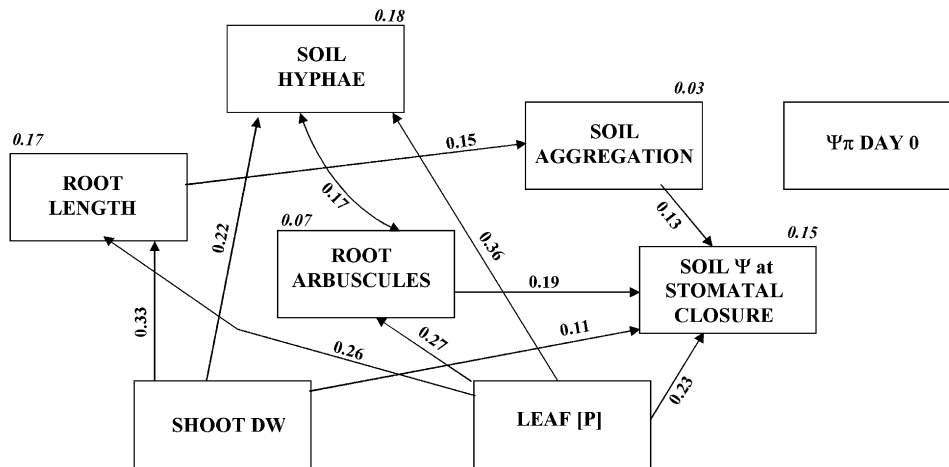 0.18
SOIL
HYPHAE
0.03
SOIL
AGGREGATION
Ψπ DAY 0
0.17
ROOT
LENGTH
0.15
0.17
0.22
0.07
ROOT
ARBUSCULES
0.36
0.13
0.15
SOIL Ψ at
STOMATAL
CLOSURE
0.19
0.33
0.26
0.27
0.11
0.23
SHOOT DW
LEAF [P]